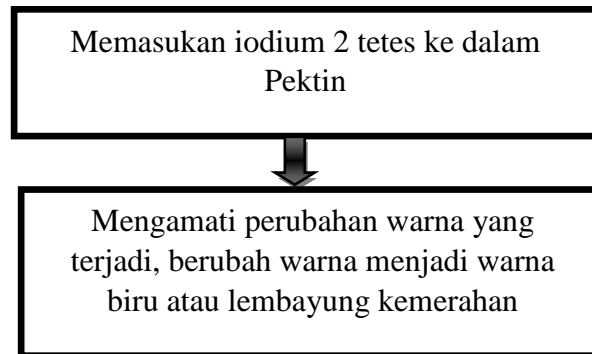 Memasukan iodium 2 tetes ke dalam
Pektin
Mengamati perubahan warna yang
terjadi, berubah warna menjadi warna
biru atau lembayung kemerahan